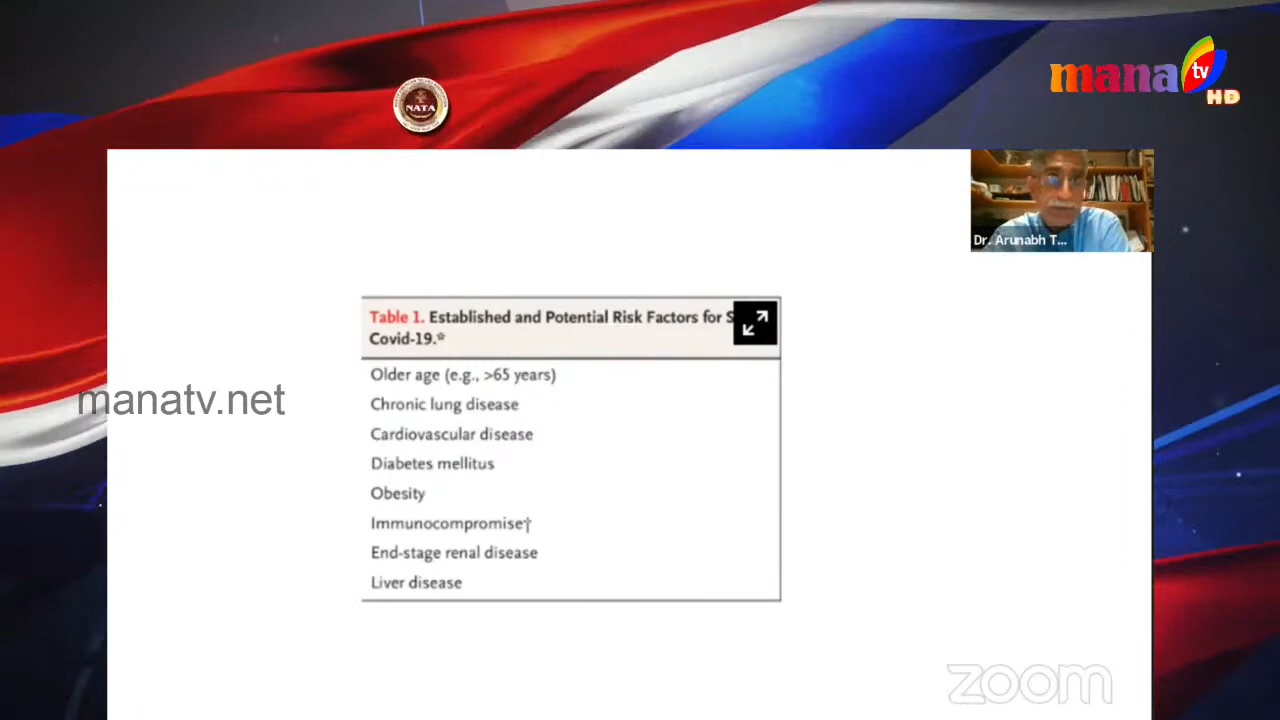 mana tv
HD
NATA
Dr. Arunabh T...
Table 1. Established and Potential Risk Factors for S
Covid-19.*
Older age (e.g., >65 years)
Chronic lung disease
Cardiovascular disease
Diabetes mellitus
Obesity
Immunocompromise†
End-stage renal disease
Liver disease
manatv.net
zoom